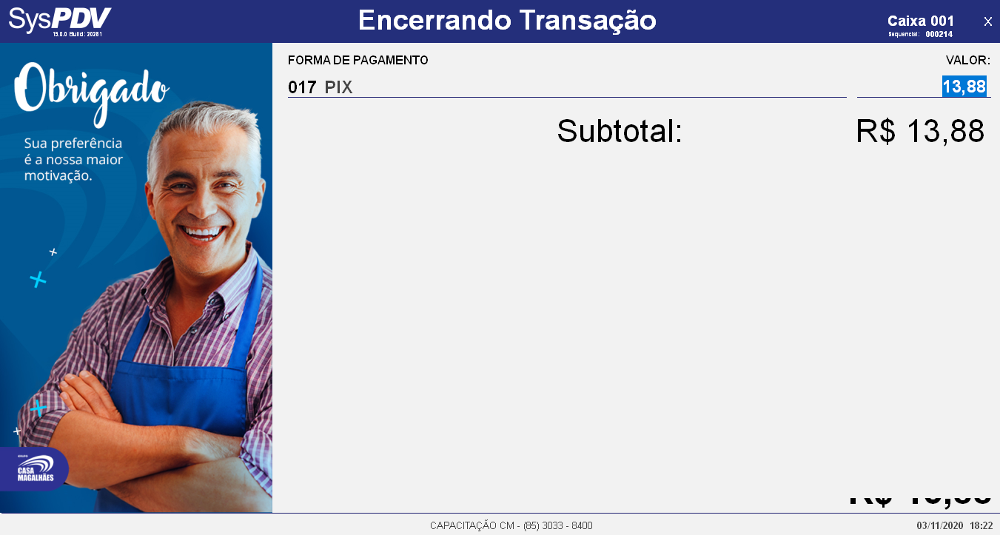 SysPDV
Encerrando Transação
Caixa 001
X
19.0.0 Build: 20281
Sequencial: 000214
Obrigado
Sua preferência
é a nossa maior
motivação.
FORMA DE PAGAMENTO
VALOR:
017 PIX
13,88
Subtotal:
R$ 13,88
GRUPO
CASA
MAGALHÃES
CAPACITAÇÃO CM - (85) 3033 - 8400
03/11/2020 18:22